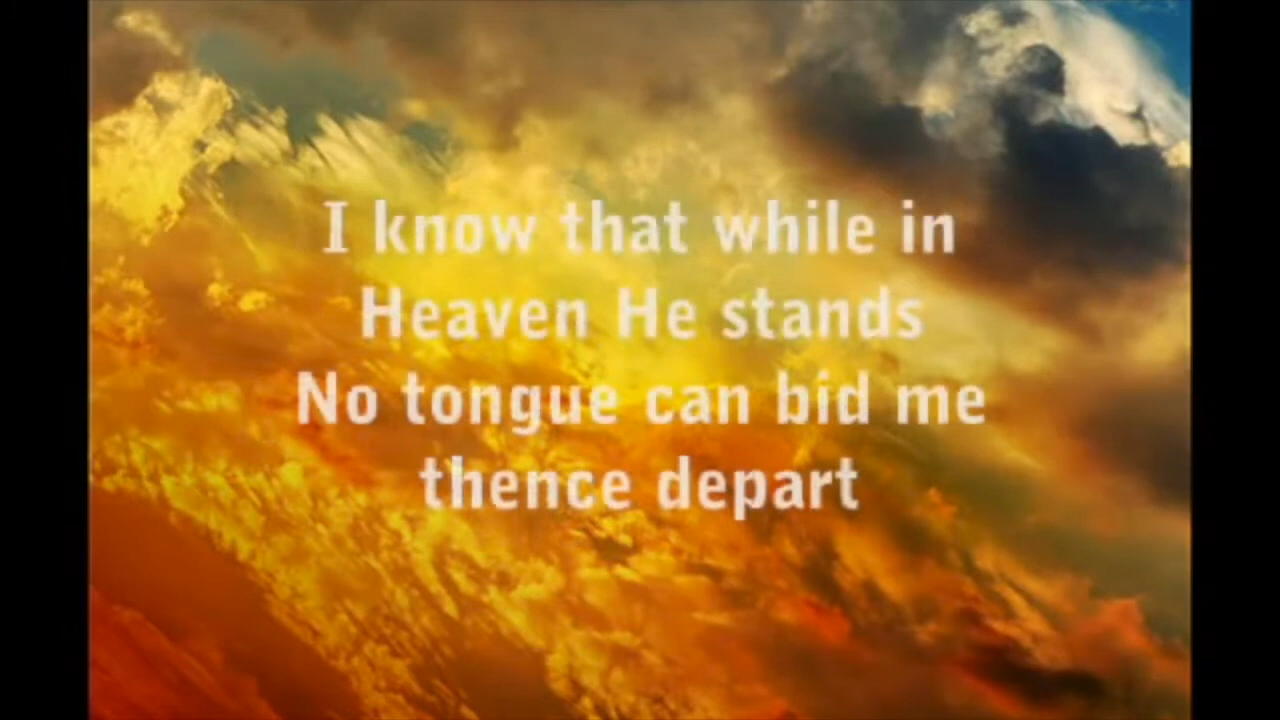 I know that while in
Heaven He stands
No tongue can bid me
thence depart